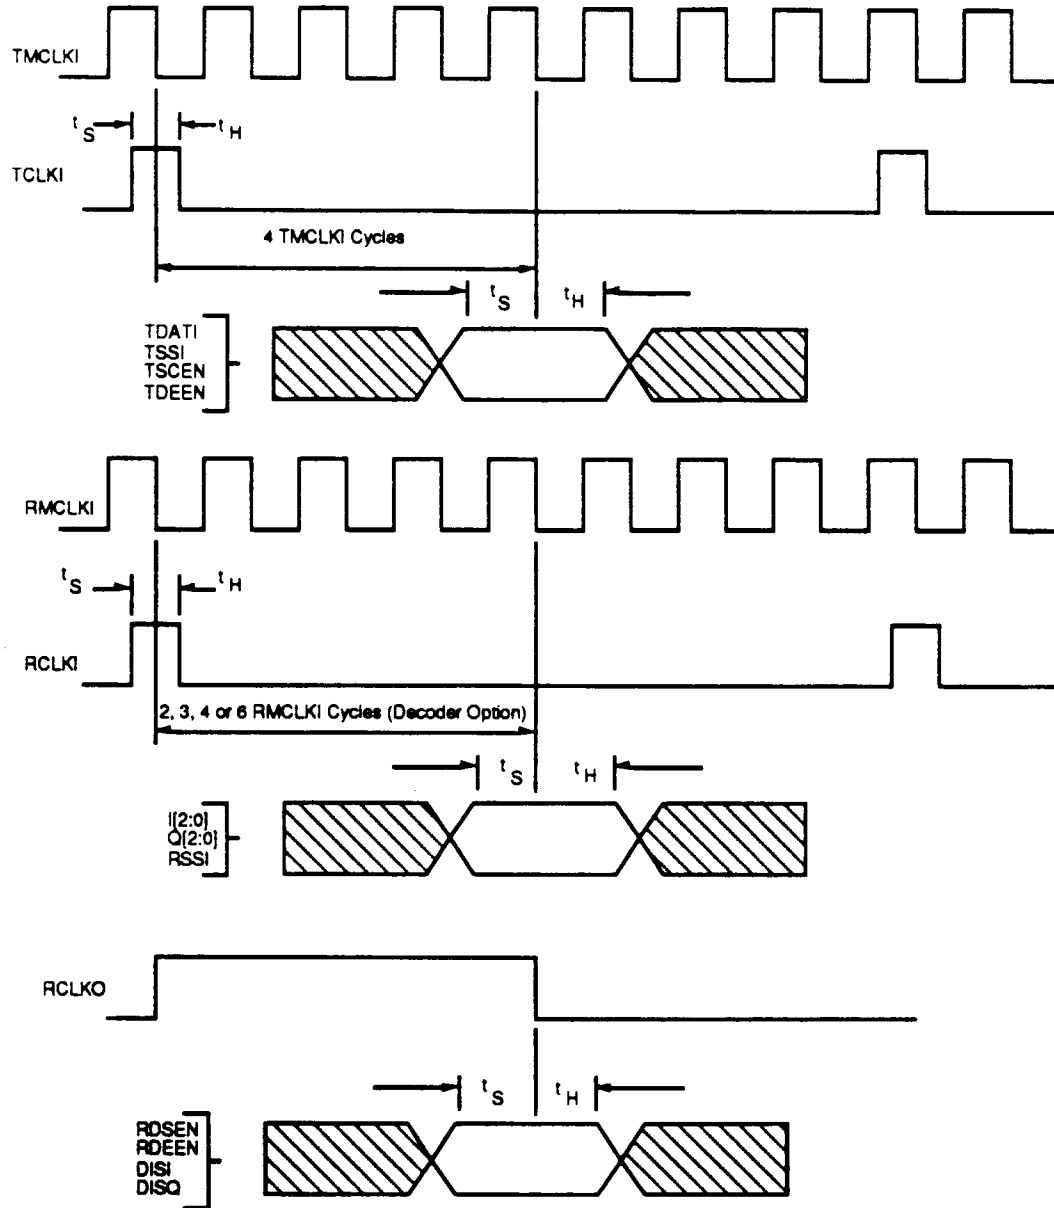 TMCLKI
tS tH
TCLKI
4 TMCLKI Cycles
tS tH
TDATI
TSSI
TSCEN
TDEEN
RMCLKI
tS tH
RCLKI
2, 3, 4 or 6 RMCLKI Cycles (Decoder Option)
tS tH
I[2:0]
Q[2:0]
RSSI
RCLKO
tS tH
RDSEN
RDEEN
DISI
DISQ